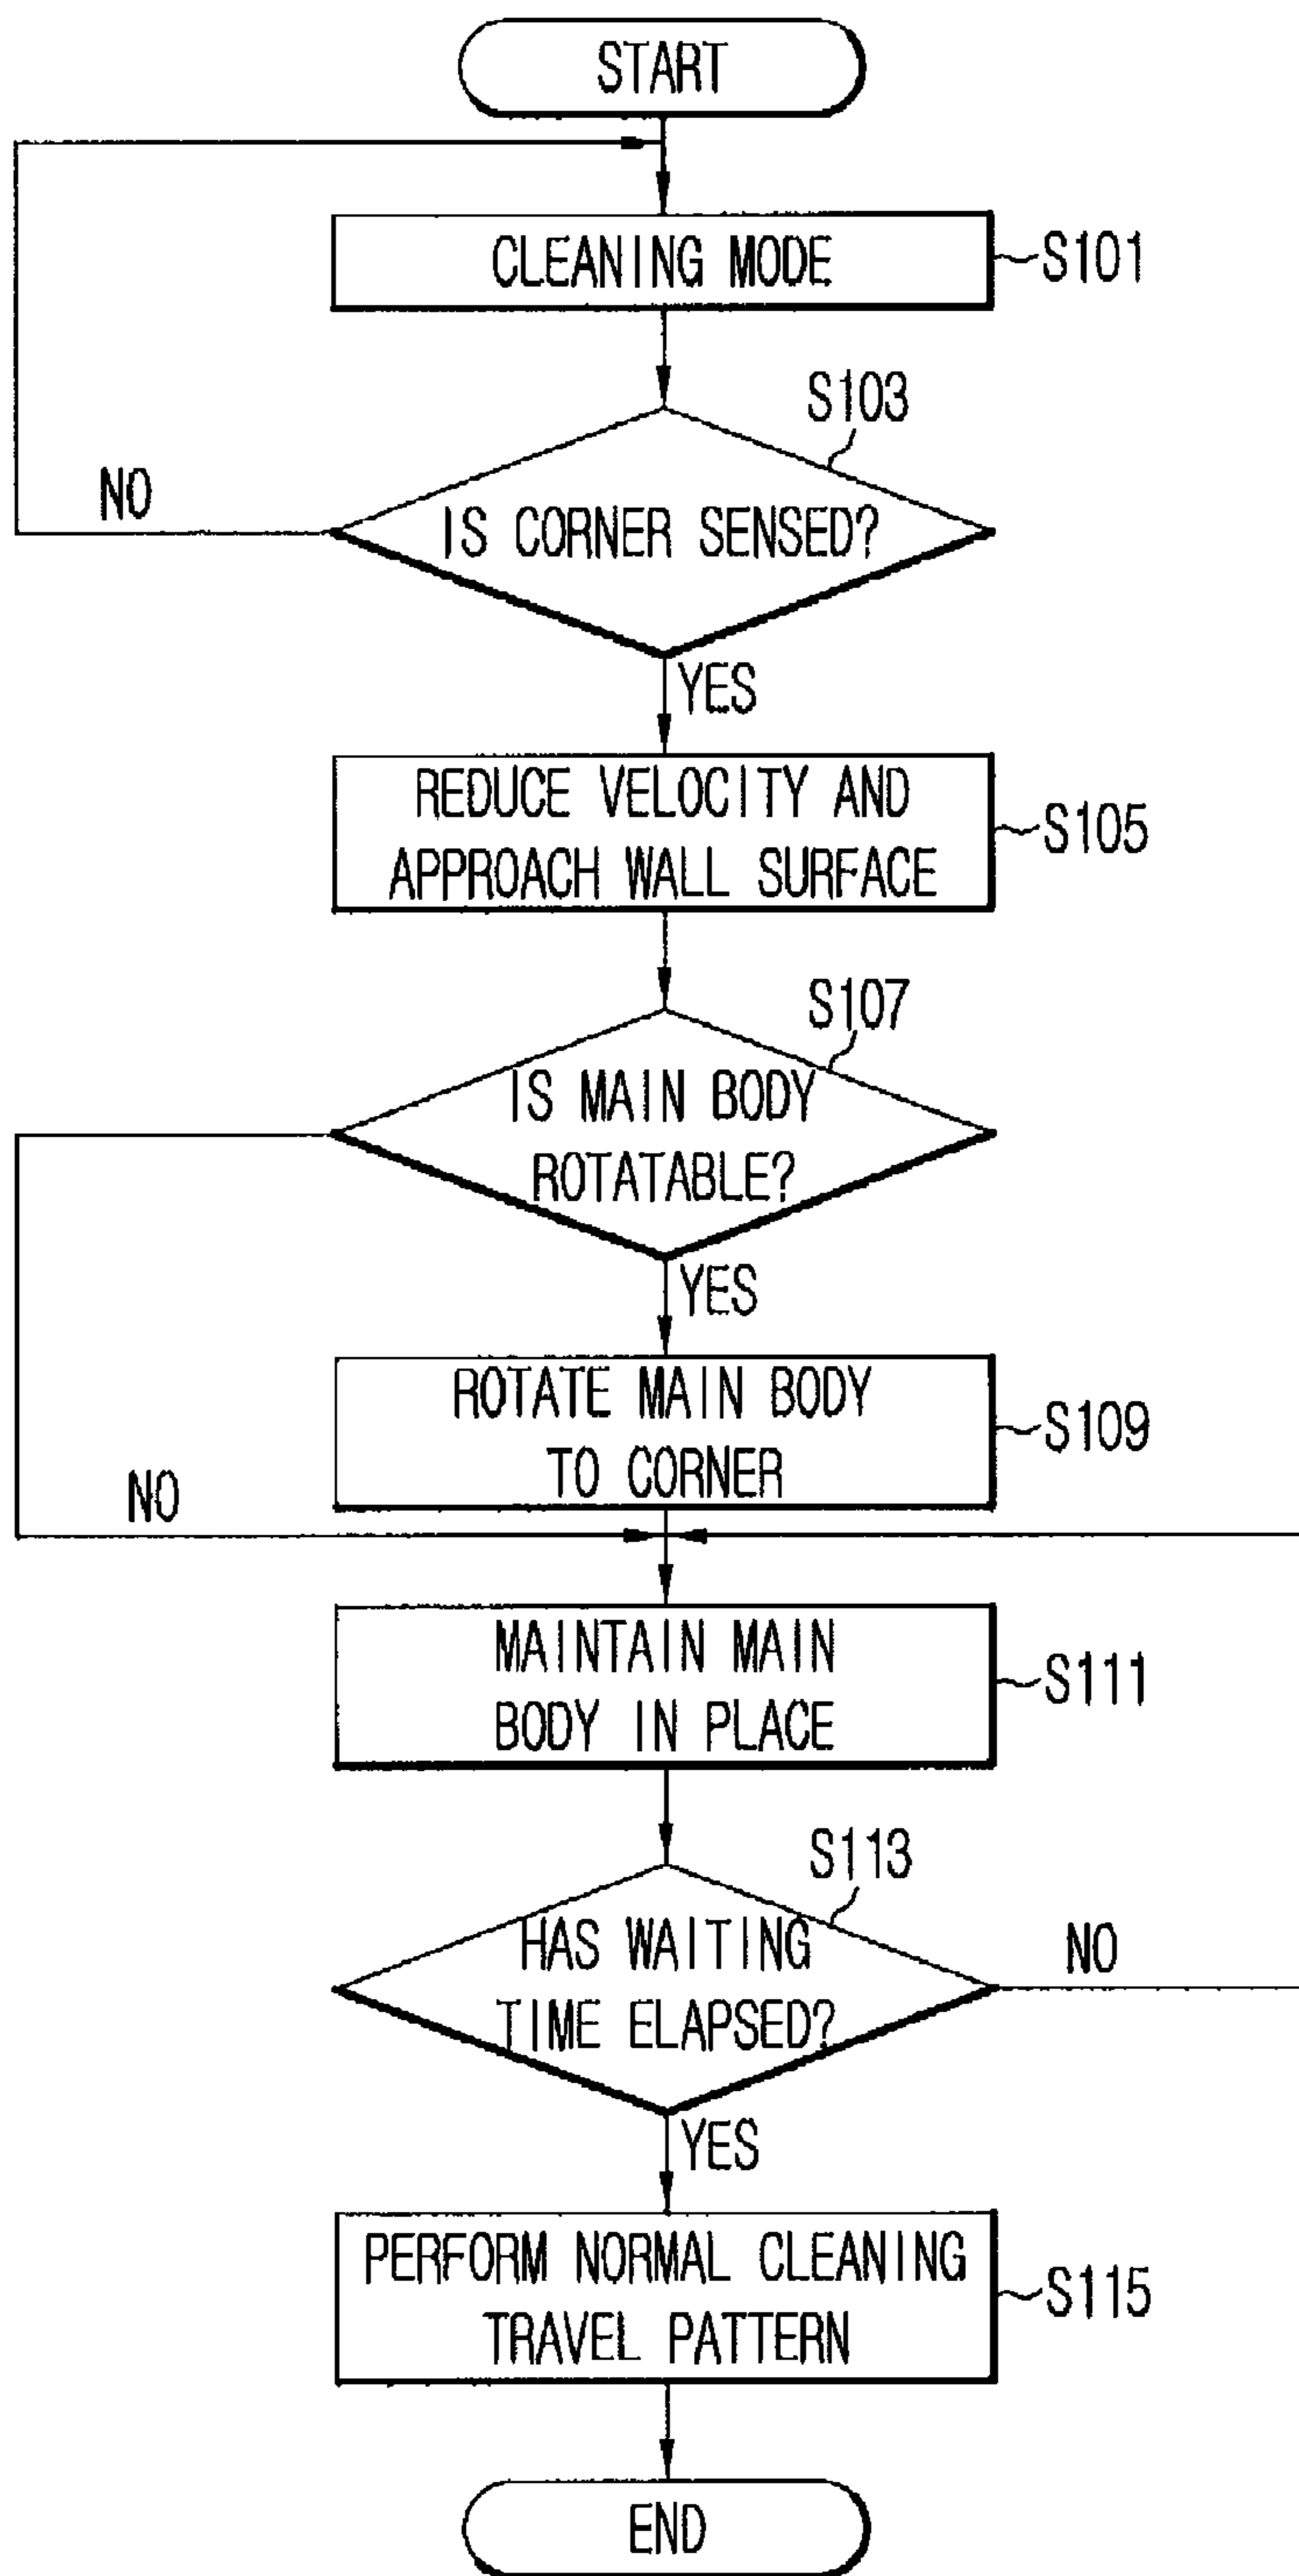 START
CLEANING MODE
S101
S103
NO
IS CORNER SENSED?
YES
REDUCE VELOCITY AND
APPROACH WALL SURFACE
S105
S107
IS MAIN BODY
ROTATABLE?
YES
ROTATE MAIN BODY
TO CORNER
S109
NO
MAINTAIN MAIN
BODY IN PLACE
S111
S113
HAS WAITING
TIME ELAPSED?
NO
YES
PERFORM NORMAL CLEANING
TRAVEL PATTERN
S115
END